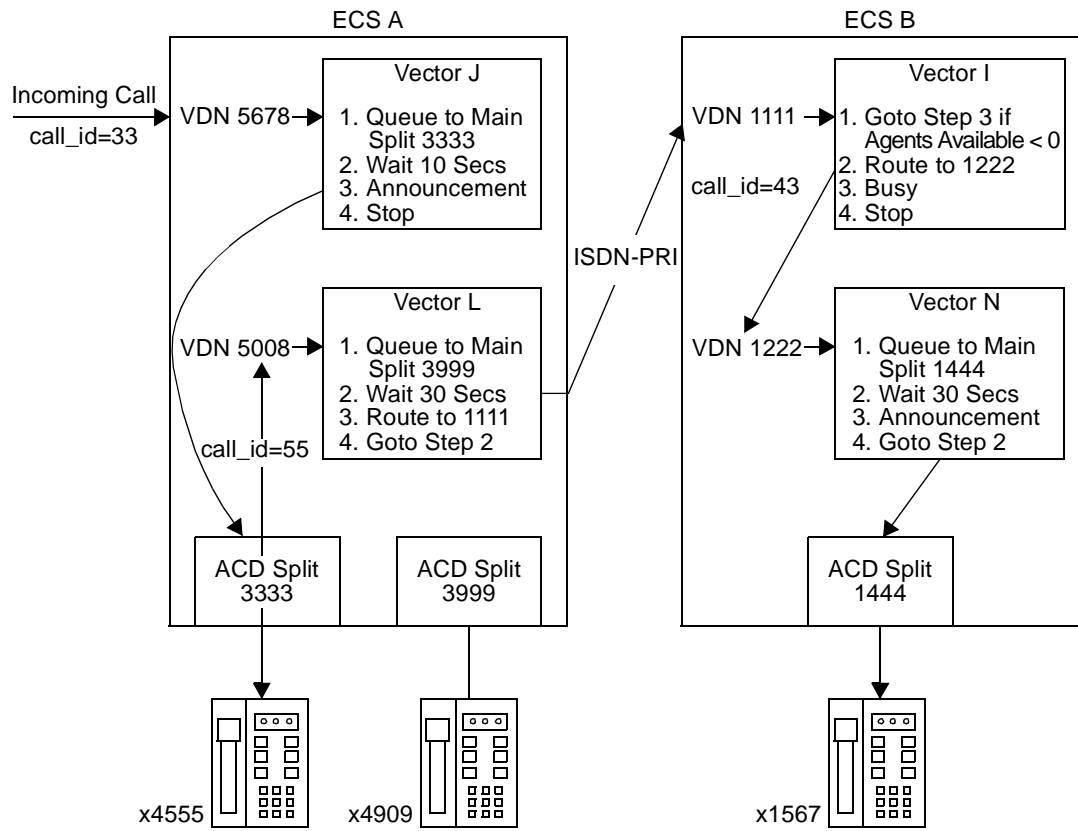 ECS A
ECS B
Incoming Call
call_id=33
VDN 5678
Vector J
1. Queue to Main
Split 3333
2. Wait 10 Secs
3. Announcement
4. Stop
VDN 1111
call_id=43
Vector I
1. Goto Step 3 if
Agents Available < 0
2. Route to 1222
3. Busy
4. Stop
ISDN-PRI
VDN 5008
call_id=55
Vector L
1. Queue to Main
Split 3999
2. Wait 30 Secs
3. Route to 1111
4. Goto Step 2
VDN 1222
Vector N
1. Queue to Main
Split 1444
2. Wait 30 Secs
3. Announcement
4. Goto Step 2
ACD Split
3333
ACD Split
3999
ACD Split
1444
x4555
x4909
x1567